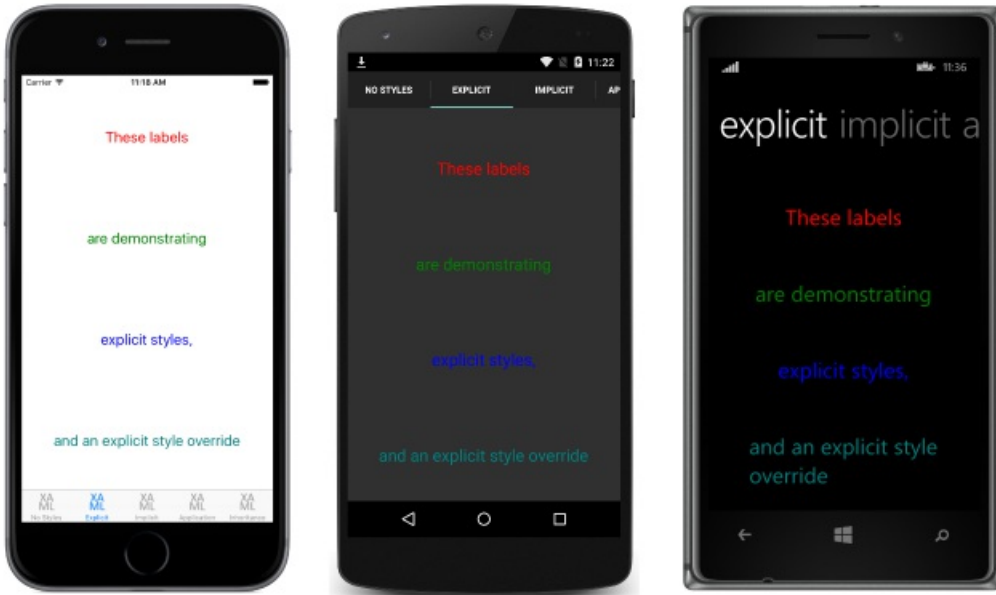 Carrier 11:18 AM
These labels
are demonstrating
explicit styles,
and an explicit style override
XAML XAML XAML XAML XAML
No Styles Explicit Implicit Application Inheritance
11:22
NO STYLES EXPLICIT IMPLICIT AP
These labels
are demonstrating
explicit styles,
and an explicit style override
11:36
explicit implicit a
These labels
are demonstrating
explicit styles,
and an explicit style
override